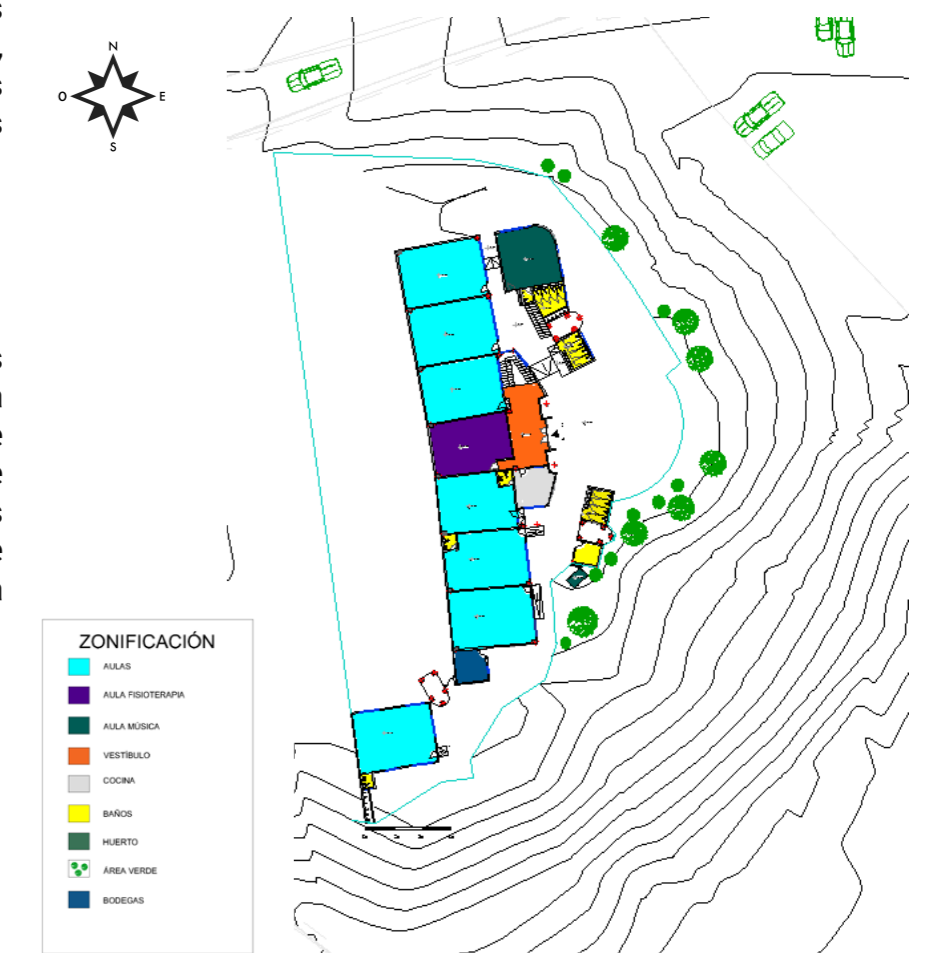 N
O E
S
ZONIFICACIÓN
AULAS
AULA FISIOTERAPIA
AULA MÚSICA
VESTÍBULO
COCINA
BAÑOS
HUERTO
ÁREA VERDE
BODEGAS